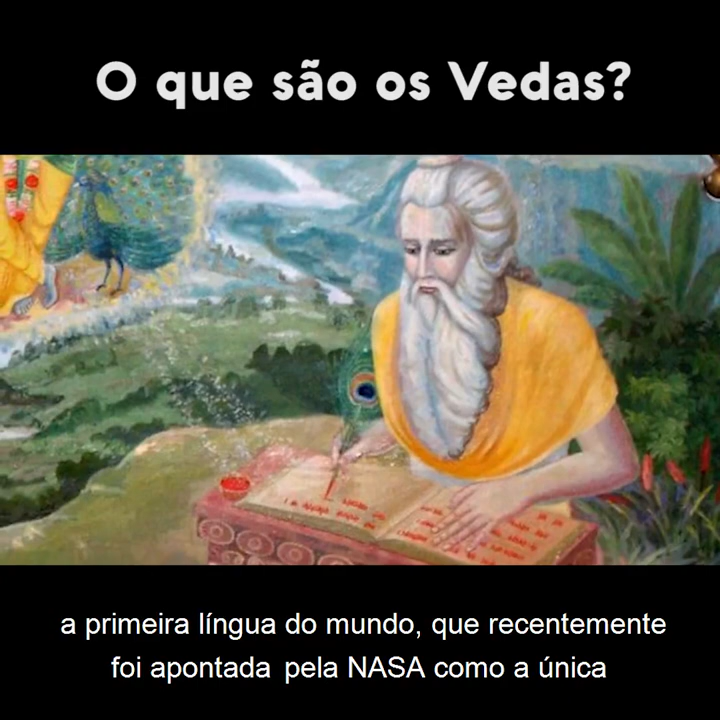 O que são os Vedas?
a primeira língua do mundo, que recentemente
foi apontada pela NASA como a única